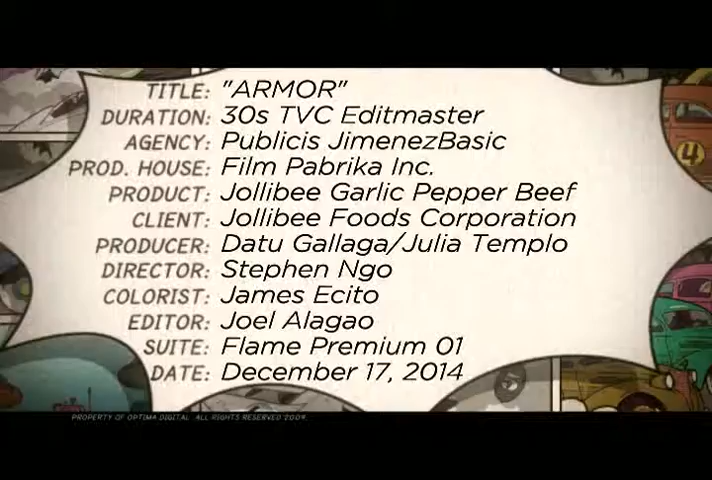 TITLE: "ARMOR"
DURATION: 30s TVC Editmaster
AGENCY: Publicis JimenezBasic
PROD. HOUSE: Film Pabrika Inc.
PRODUCT: Jollibee Garlic Pepper Beef
CLIENT: Jollibee Foods Corporation
PRODUCER: Datu Gallaga/Julia Templo
DIRECTOR: Stephen Ngo
COLORIST: James Ecito
EDITOR: Joel Alagao
SUITE: Flame Premium 01
DATE: December 17, 2014
PROPERTY OF OPTIMA DIGITAL. ALL RIGHTS RESERVED 2009.
4